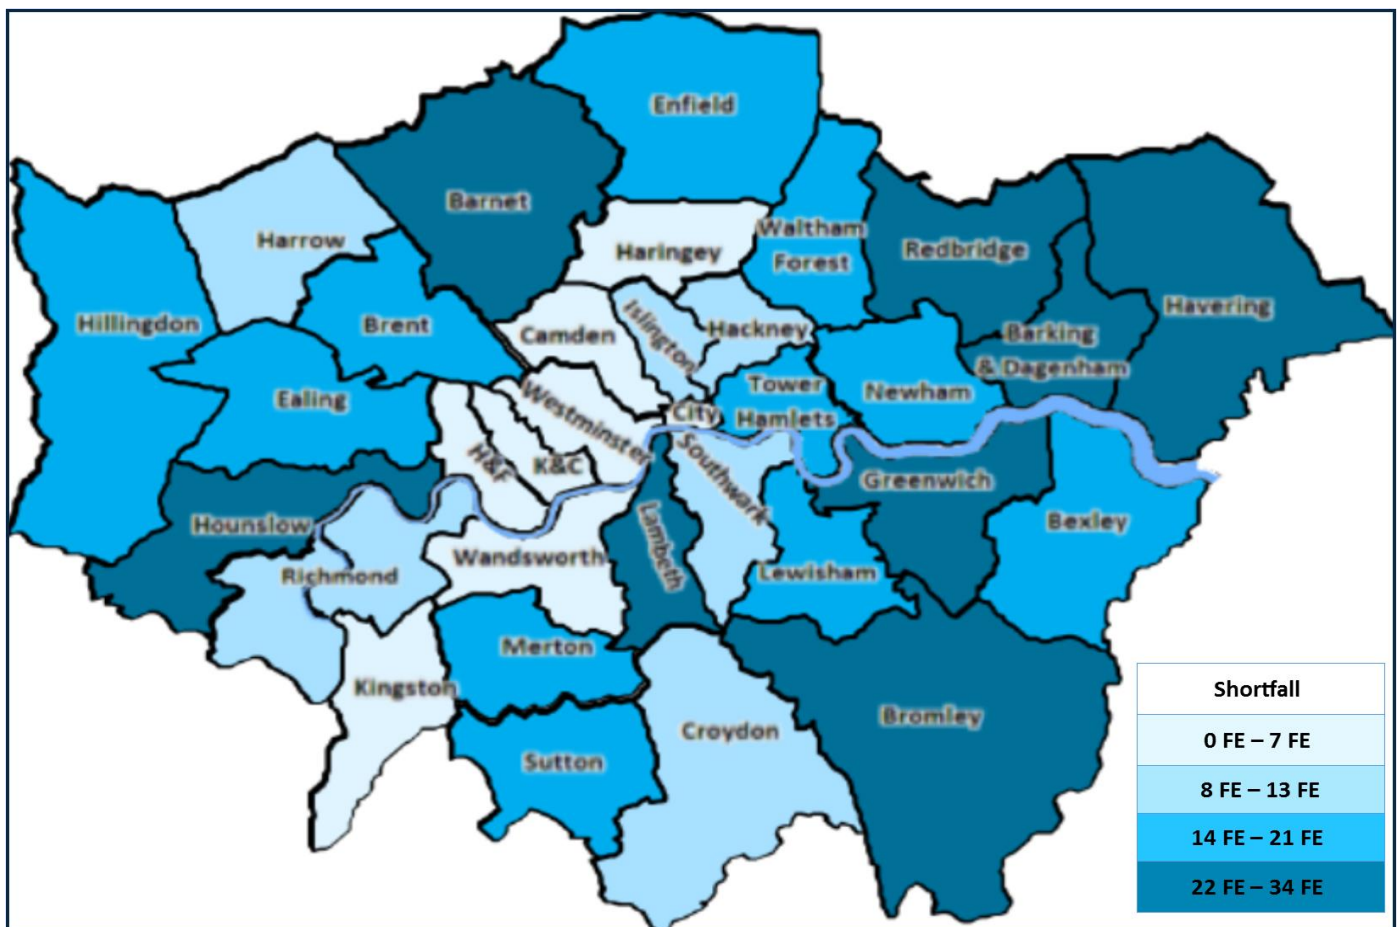 Enfield
Barnet
Waltham
Forest
Harrow
Haringey
Redbridge
Havering
Hillingdon
Brent
Camden
Islington
Hackney
Barking
& Dagenham
Ealing
Westminster
City
Tower
Hamlets
Newham
H&F
K&C
Southwark
Greenwich
Hounslow
Bexley
Richmond
Wandsworth
Lambeth
Lewisham
Merton
Kingston
Croydon
Bromley
Sutton
Shortfall
0 FE – 7 FE
8 FE – 13 FE
14 FE – 21 FE
22 FE – 34 FE